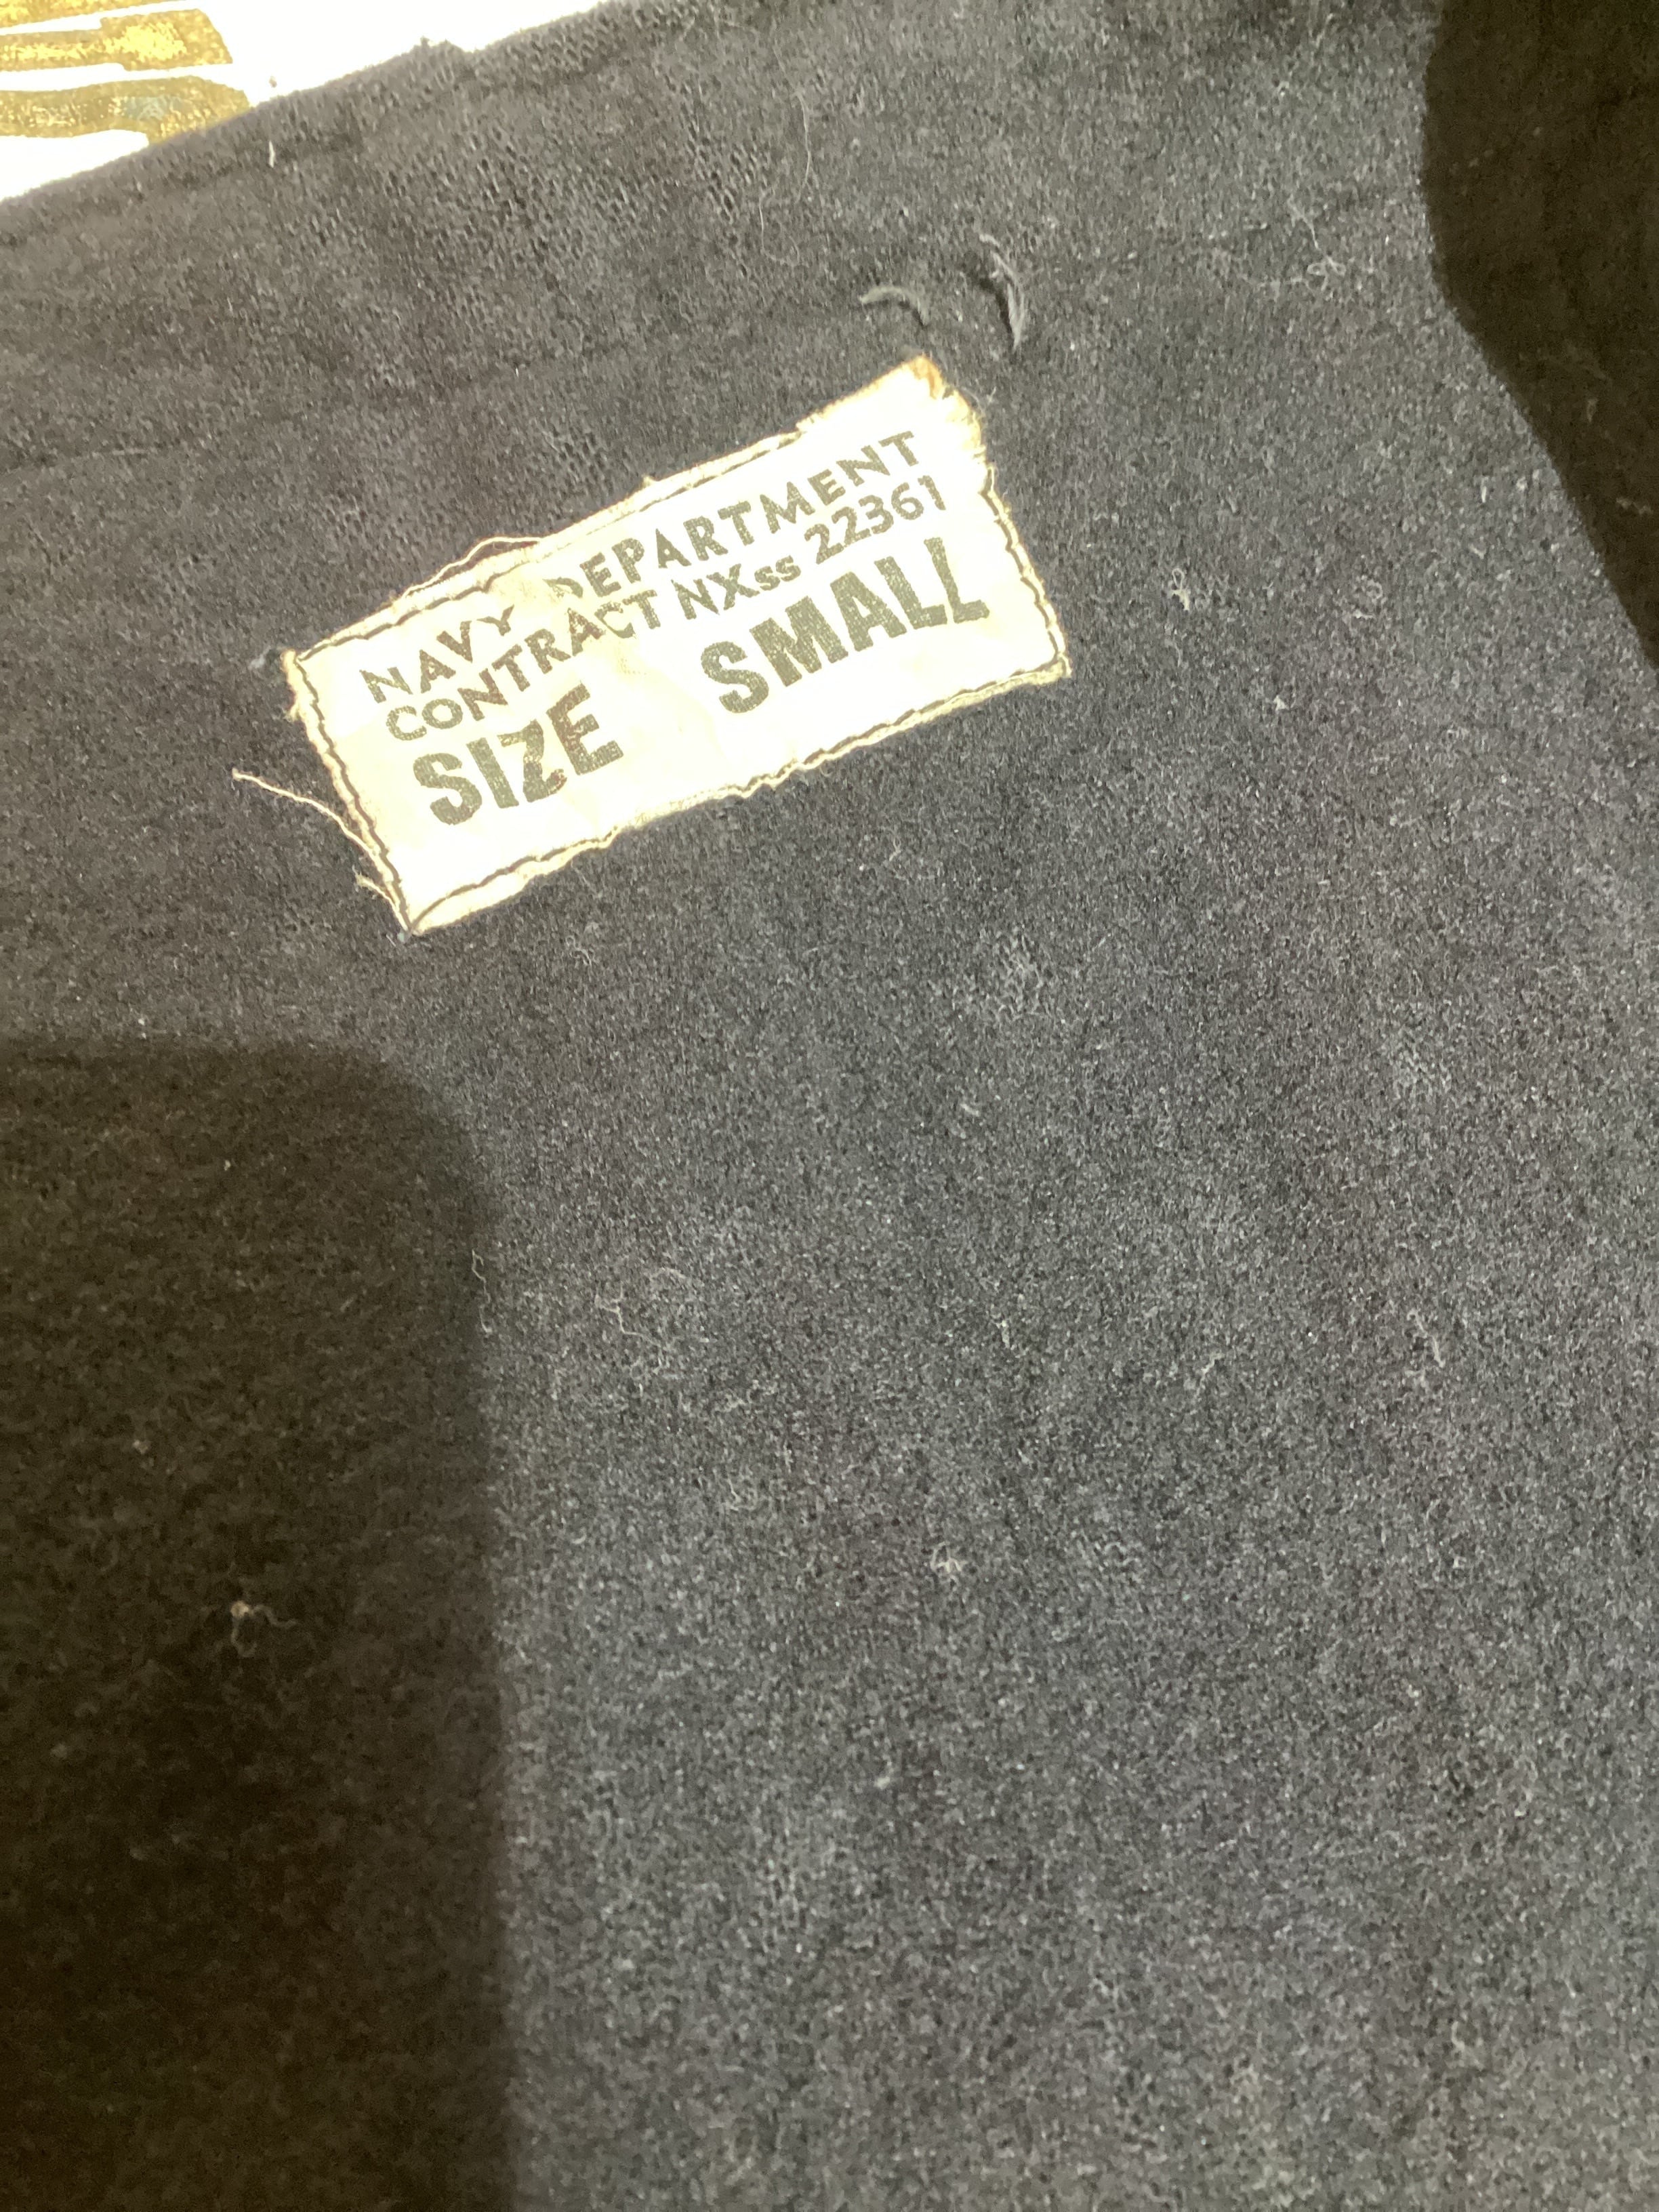 NAVY DEPARTMENT
CONTRACT NXss 22361
SIZE SMALL